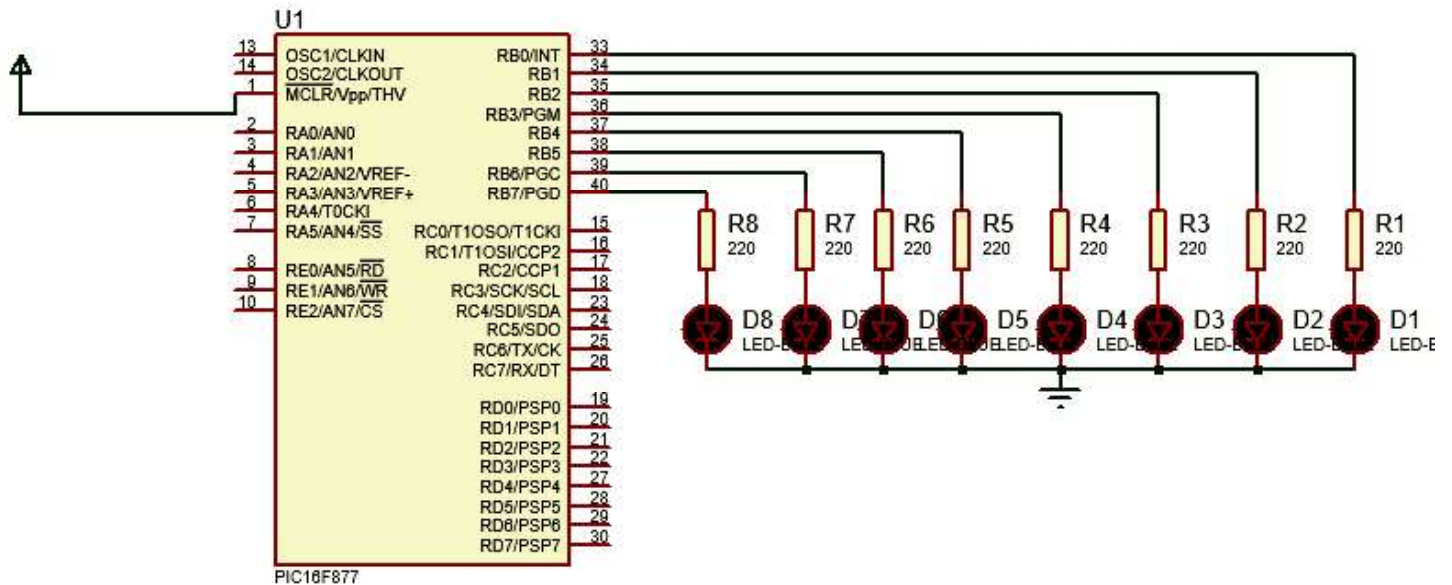 U1
13 OSC1/CLKIN RB0/INT 33
14 OSC2/CLKOUT RB1 34
1 MCLR/Vpp/THV RB2 35
RB3/PGM 36
2 RA0/AN0 RB4 37
3 RA1/AN1 RB5 38
4 RA2/AN2/VREF- RB6/PGC 39
5 RA3/AN3/VREF+ RB7/PGD 40
6 RA4/T0CKI
7 RA5/AN4/SS RC0/T1OSO/T1CKI 15
RC1/T1OSI/CCP2 16
8 RE0/AN5/RD RC2/CCP1 17
9 RE1/AN6/WR RC3/SCK/SCL 18
10 RE2/AN7/CS RC4/SDI/SDA 23
RC5/SDO 24
RC6/TX/CK 25
RC7/RX/DT 26
RD0/PSP0 19
RD1/PSP1 20
RD2/PSP2 21
RD3/PSP3 22
RD4/PSP4 27
RD5/PSP5 28
RD6/PSP6 29
RD7/PSP7 30
PIC16F877
R8 R7 R6 R5 R4 R3 R2 R1
220 220 220 220 220 220 220 220
D8 D7 D6 D5 D4 D3 D2 D1